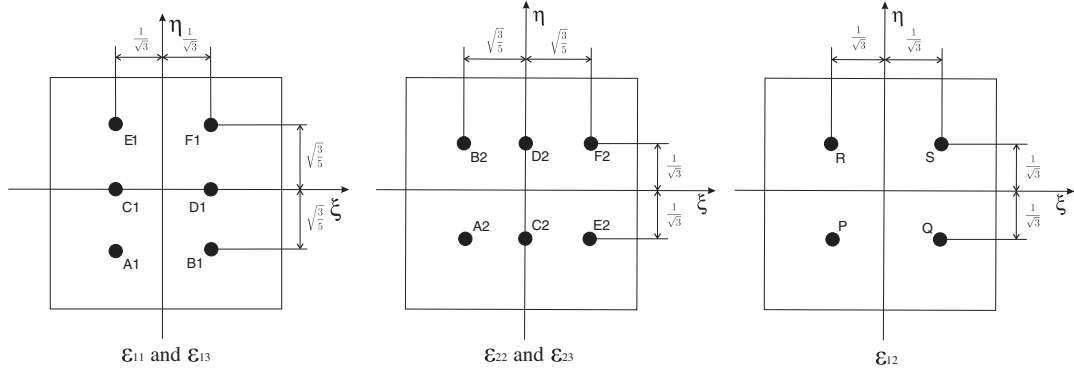 η
1/√3 1/√3
E1 F1
√3/5
C1 D1
ξ
√3/5
A1 B1
ε11 and ε13
η
√3/5 √3/5
B2 D2 F2
1/√3
ξ
A2 C2 E2
1/√3
ε22 and ε23
η
1/√3 1/√3
R S
1/√3
ξ
P Q
1/√3
ε12